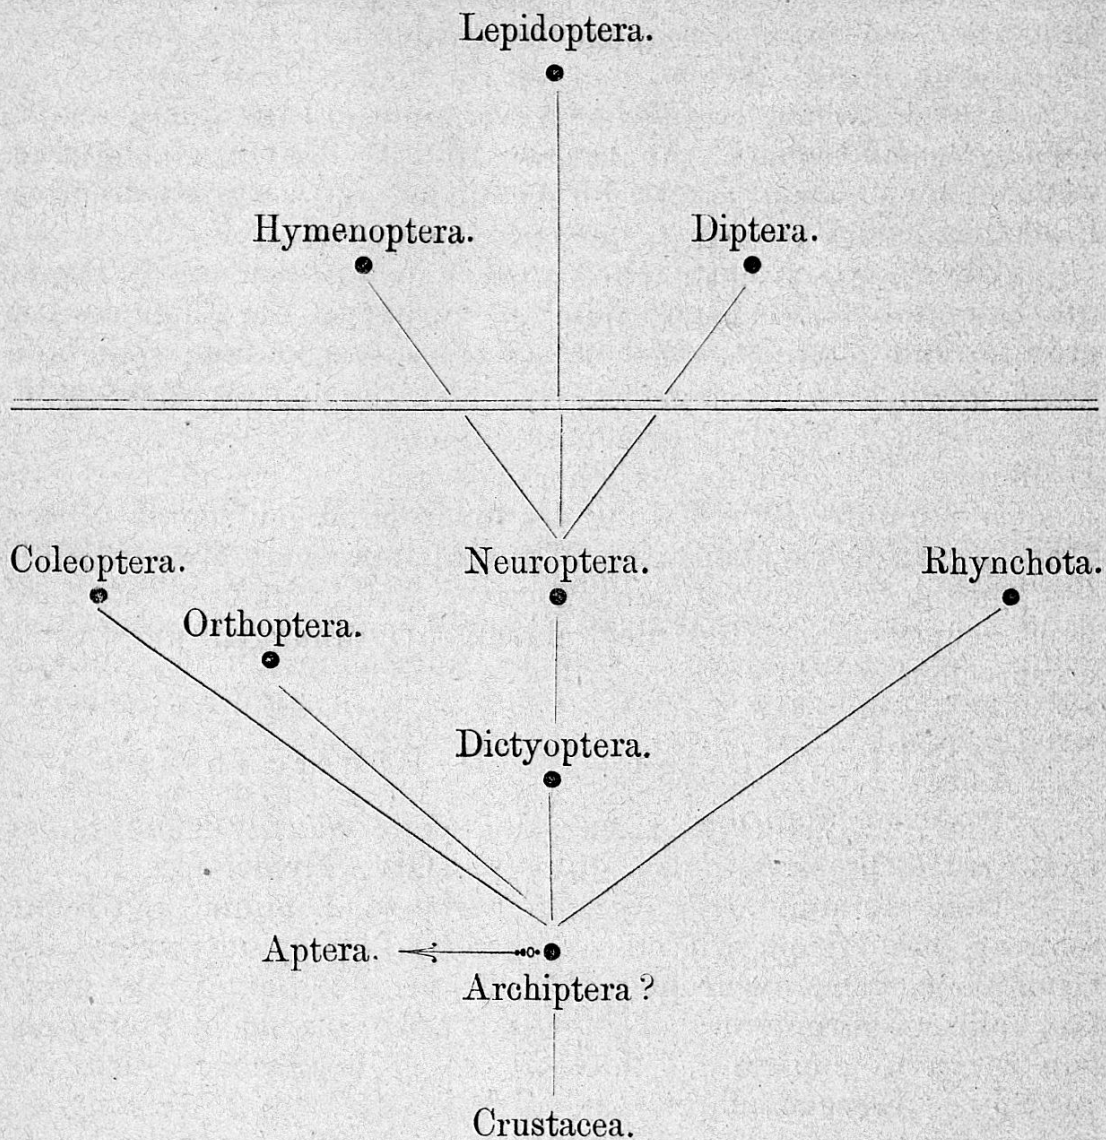 Lepidoptera.
Hymenoptera.
Diptera.
Coleoptera.
Neuroptera.
Rhynchota.
Orthoptera.
Dictyoptera.
Aptera.
Archiptera ?
Crustacea.